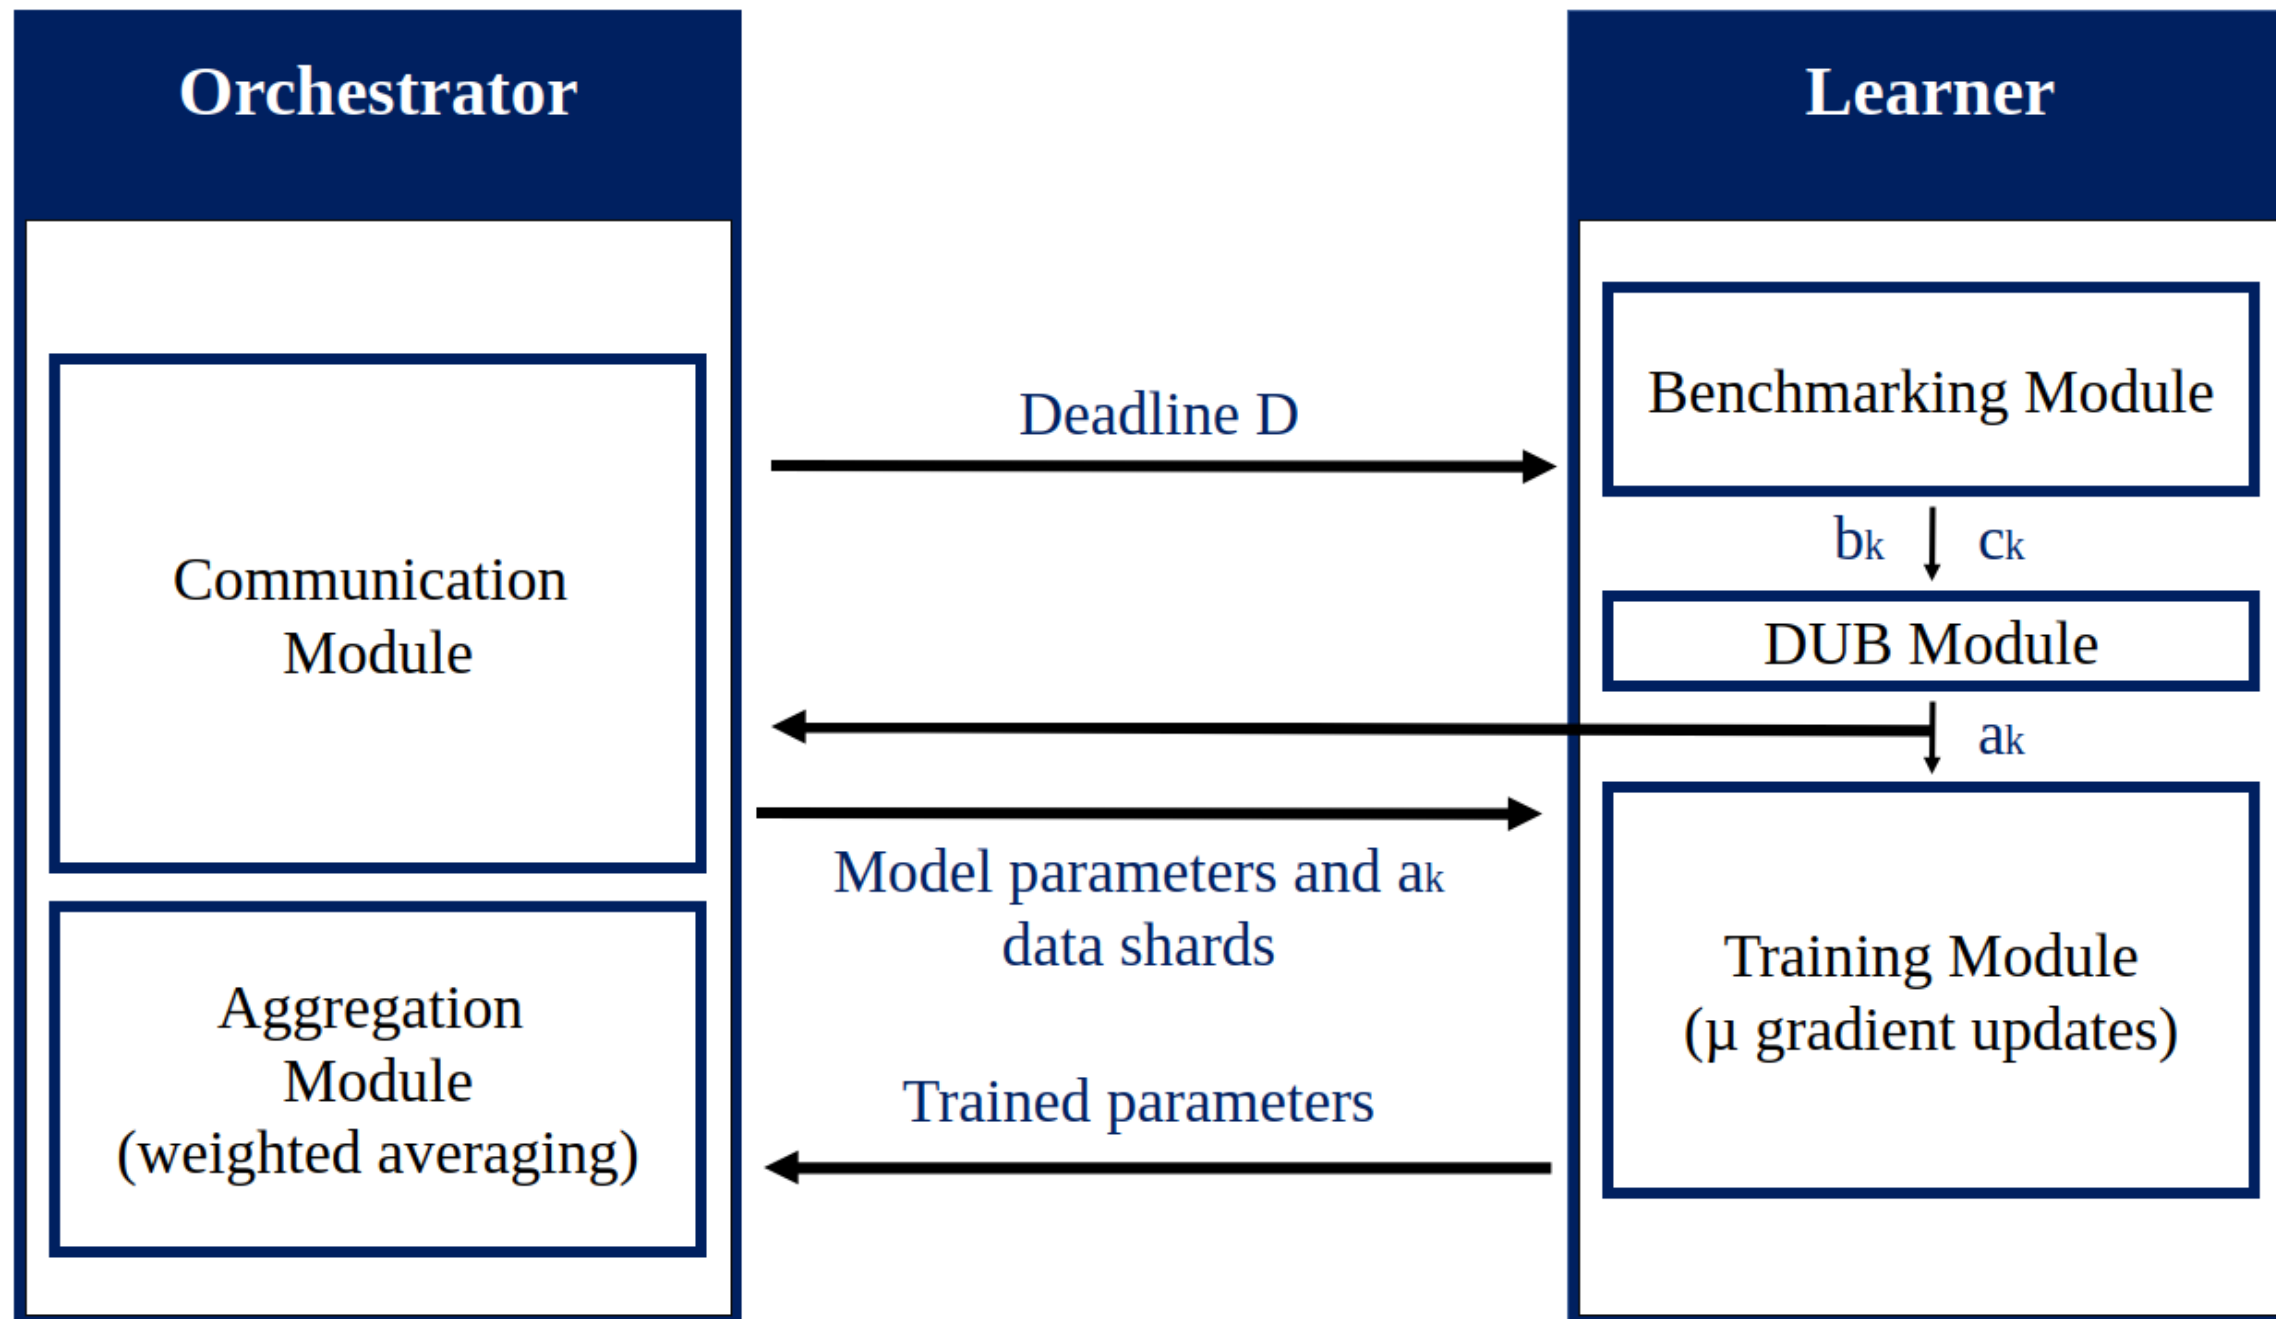 Orchestrator
Communication
Module
Aggregation
Module
(weighted averaging)
Deadline D
Model parameters and ak
data shards
Trained parameters
Learner
Benchmarking Module
bk ck
DUB Module
ak
Training Module
(µ gradient updates)